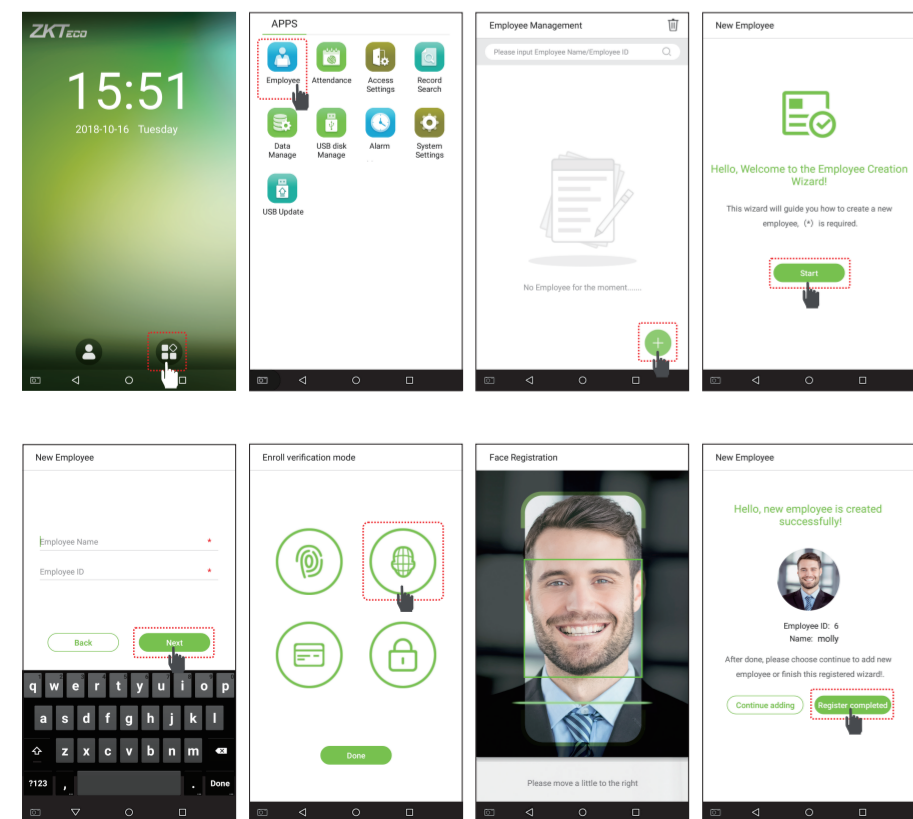 ZKTECO
15:51
2018-10-16 Tuesday
APPS
Employee
Attendance
Access
Settings
Record
Search
Data
Manage
USB disk
Manage
Alarm
System
Settings
USB Update
Employee Management
Please input Employee Name/Employee ID
No Employee for the moment......
New Employee
Hello, Welcome to the Employee Creation
Wizard!
This wizard will guide you how to create a new
employee, (*) is required.
Start
New Employee
Employee Name *
Employee ID *
Back
Next
q w e r t y u i o p
a s d f g h j k l
z x c v b n m
?123 , . Done
Enroll verification mode
Done
Face Registration
Please move a little to the right
New Employee
Hello, new employee is created
successfully!
Employee ID: 6
Name: molly
After done, please choose continue to add new
employee or finish this registered wizard!.
Continue adding
Register completed